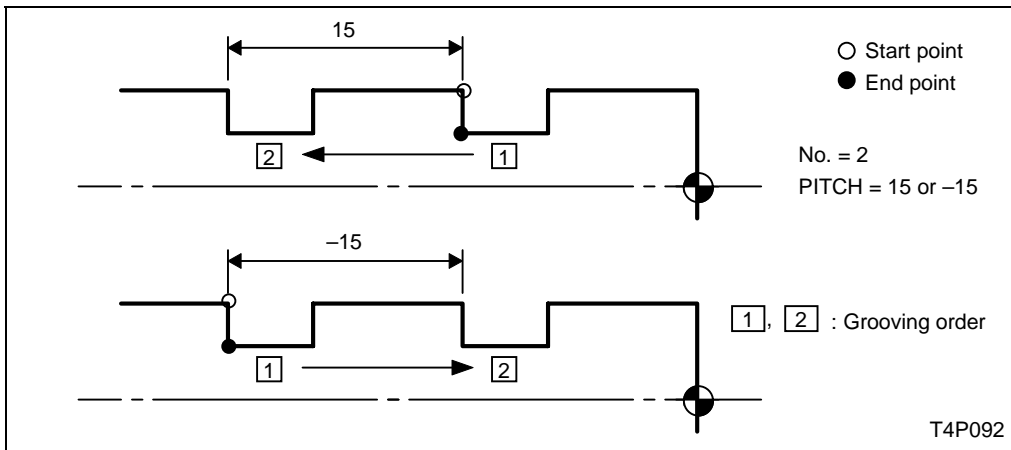 15
Start point
End point
2
1
No. = 2
PITCH = 15 or –15
–15
1, 2 : Grooving order
1
2
T4P092